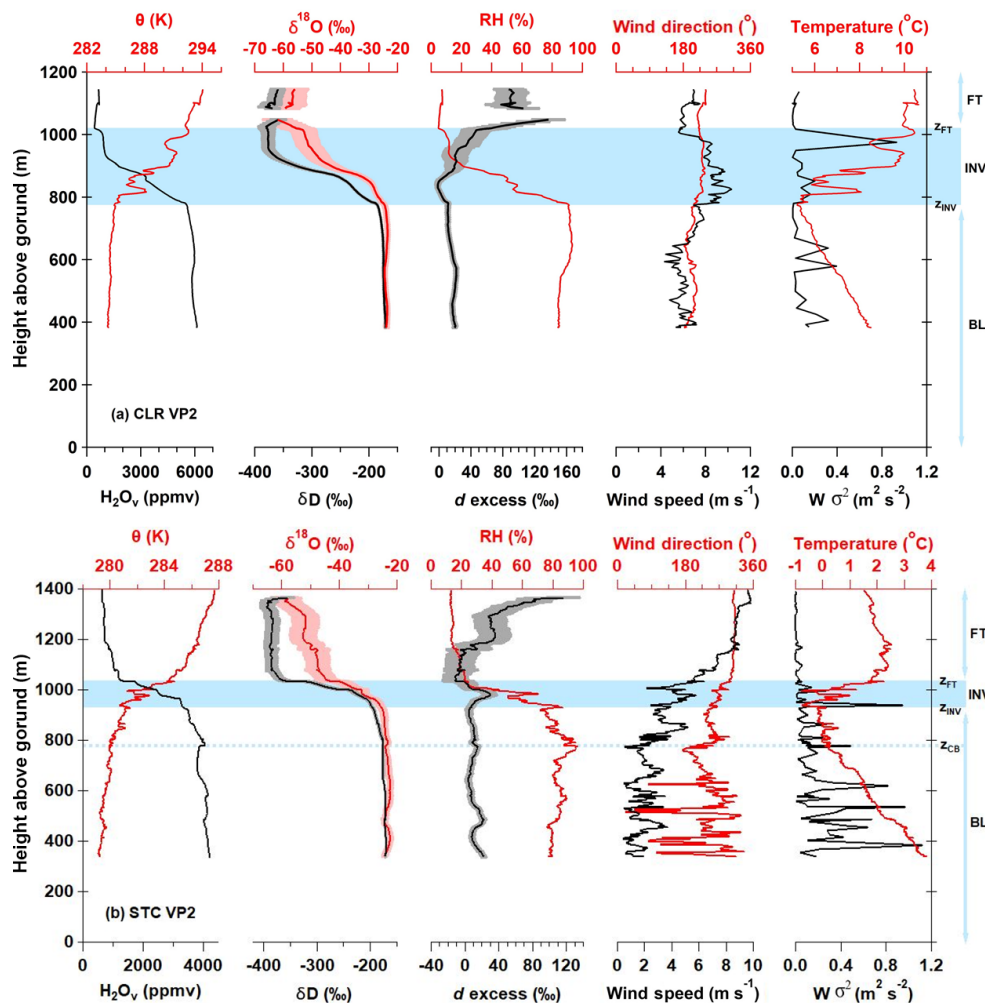 θ (K)
δ18O (‰)
RH (%)
Wind direction (o)
Temperature (oC)
282 288 294
-70 -60 -50 -40 -30 -20
0 20 40 60 80 100
0 180 360
6 8 10
1200
1000
800
600
400
200
0
Height above gorund (m)
zFT
zINV
FT
INV
BL
(a) CLR VP2
0 3000 6000
-400 -300 -200
0 40 80 120 160
0 4 8 12
0.0 0.4 0.8 1.2
H2Ov (ppmv)
δD (‰)
d excess (‰)
Wind speed (m s-1)
W σ2 (m2 s-2)
θ (K)
δ18O (‰)
RH (%)
Wind direction (o)
Temperature (oC)
280 284 288
-60 -40 -20
0 20 40 60 80 100
0 180 360
-1 0 1 2 3 4
1400
1200
1000
800
600
400
200
0
Height above gorund (m)
zFT
zINV
zCB
FT
INV
BL
(b) STC VP2
0 2000 4000
-400 -300 -200
-40 0 40 80 120
0 2 4 6 8 10
0.0 0.4 0.8 1.2
H2Ov (ppmv)
δD (‰)
d excess (‰)
Wind speed (m s-1)
W σ2 (m2 s-2)